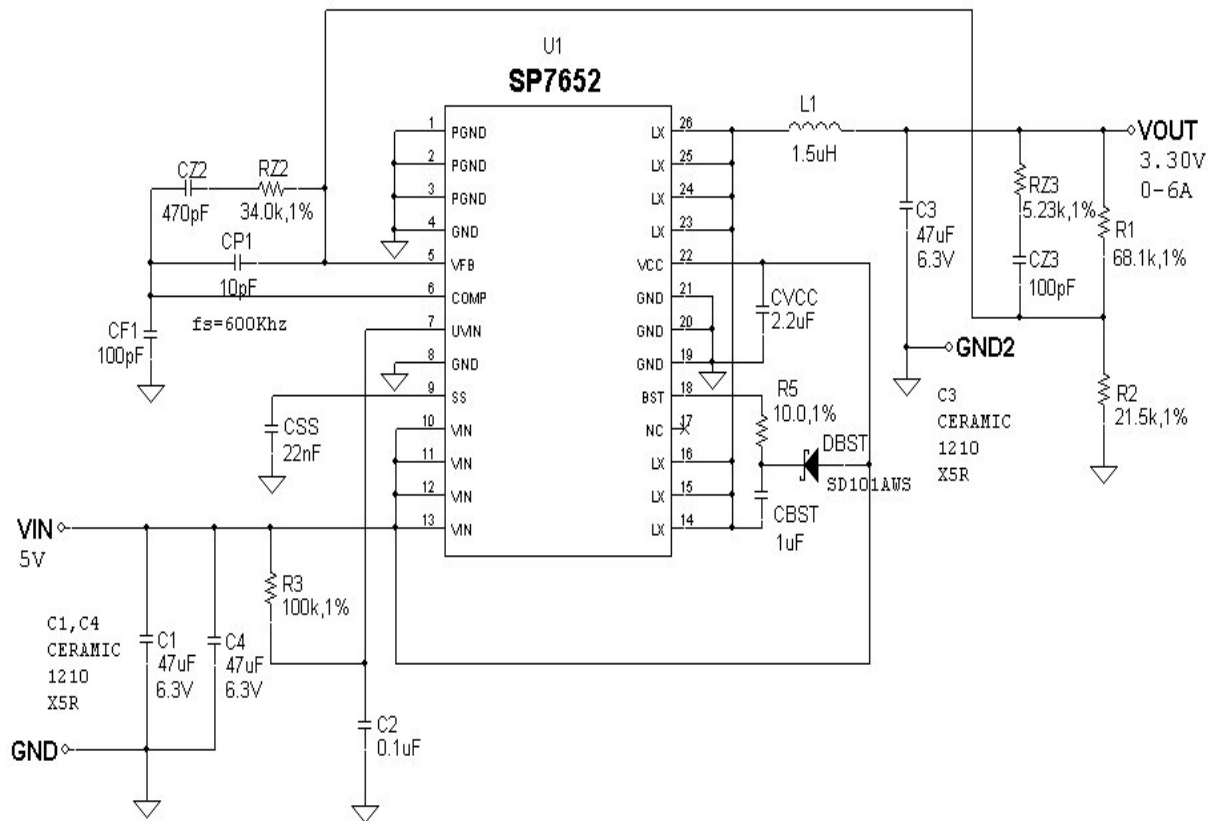 U1
SP7652
1 PGND
2 PGND
3 PGND
4 GND
5 VFB
6 COMP
7 UVIN
8 GND
9 SS
10 VIN
11 VIN
12 VIN
13 VIN
LX 26
LX 25
LX 24
LX 23
VCC 22
GND 21
GND 20
GND 19
BST 18
NC 17
LX 16
LX 15
LX 14
CZ2
470pF
RZ2
34.0k,1%
CP1
10pF
fs=600Khz
CF1
100pF
CSS
22nF
VIN
5V
R3
100k,1%
C1,C4
CERAMIC
1210
X5R
C1
47uF
6.3V
C4
47uF
6.3V
C2
0.1uF
GND
L1
1.5uH
VOUT
3.30V
0-6A
C3
47uF
6.3V
RZ3
5.23k,1%
CZ3
100pF
R1
68.1k,1%
CVCC
2.2uF
GND2
R5
10.0,1%
DBST
SD101AWS
CBST
1uF
C3
CERAMIC
1210
X5R
R2
21.5k,1%